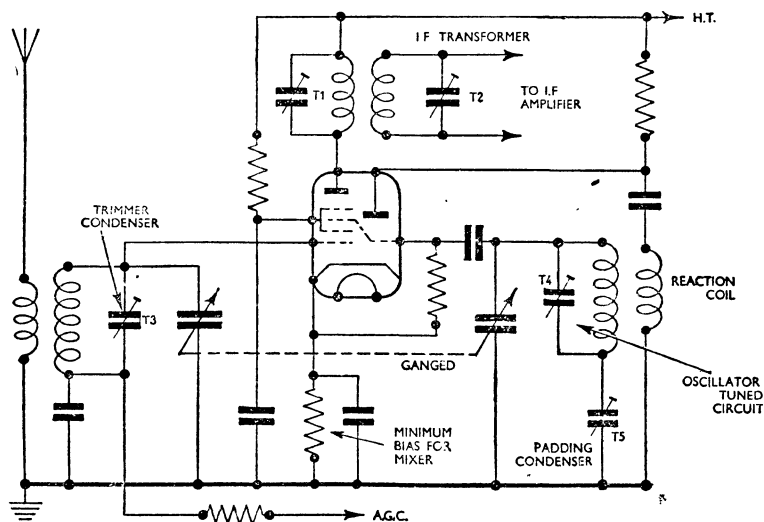 H.T.
I.F TRANSFORMER
T1
T2
TO I.F
AMPLIFIER
TRIMMER
CONDENSER
T3
T4
REACTION
COIL
GANGED
OSCILLATOR
TUNED
CIRCUIT
MINIMUM
BIAS FOR
MIXER
PADDING
CONDENSER
T5
A.G.C.